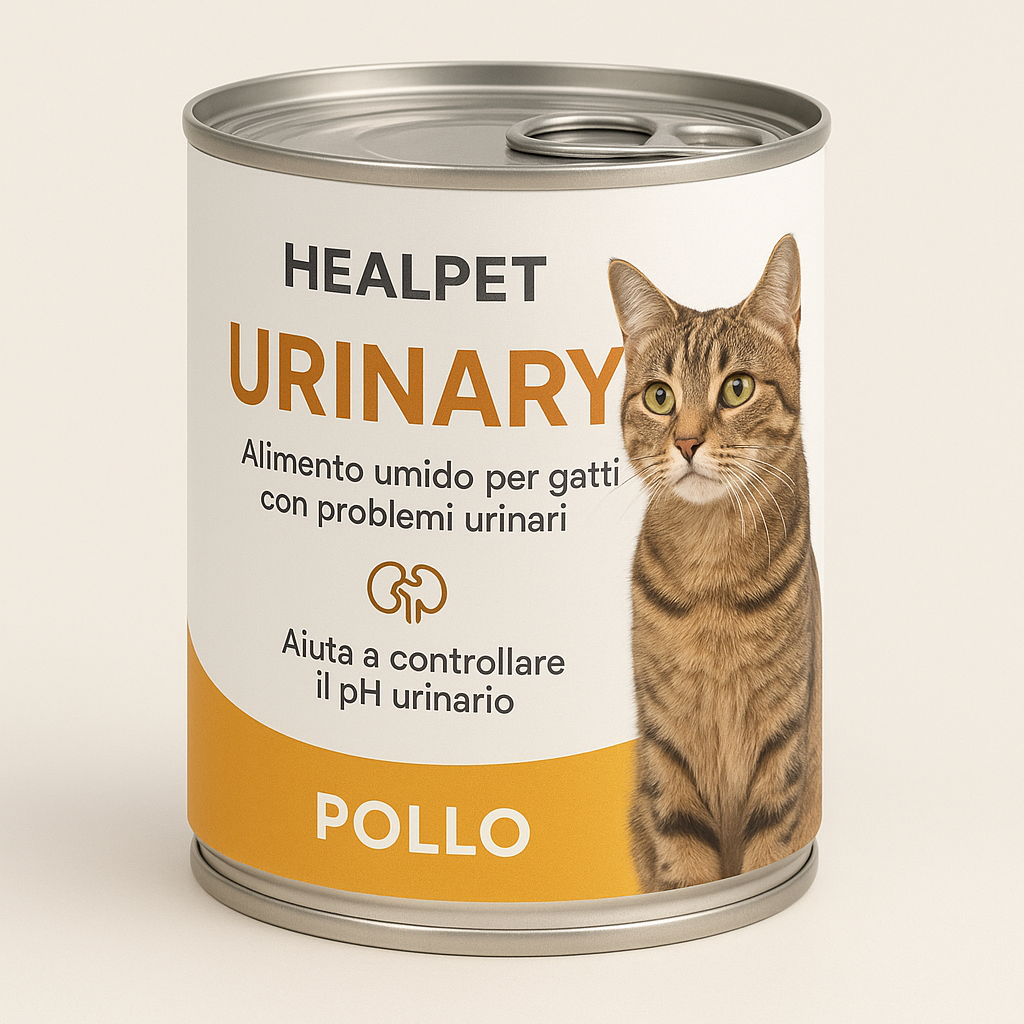 HEALPET
URINARY
Alimento umido per gatti
con problemi urinari
Aiuta a controllare
il pH urinario
POLLO